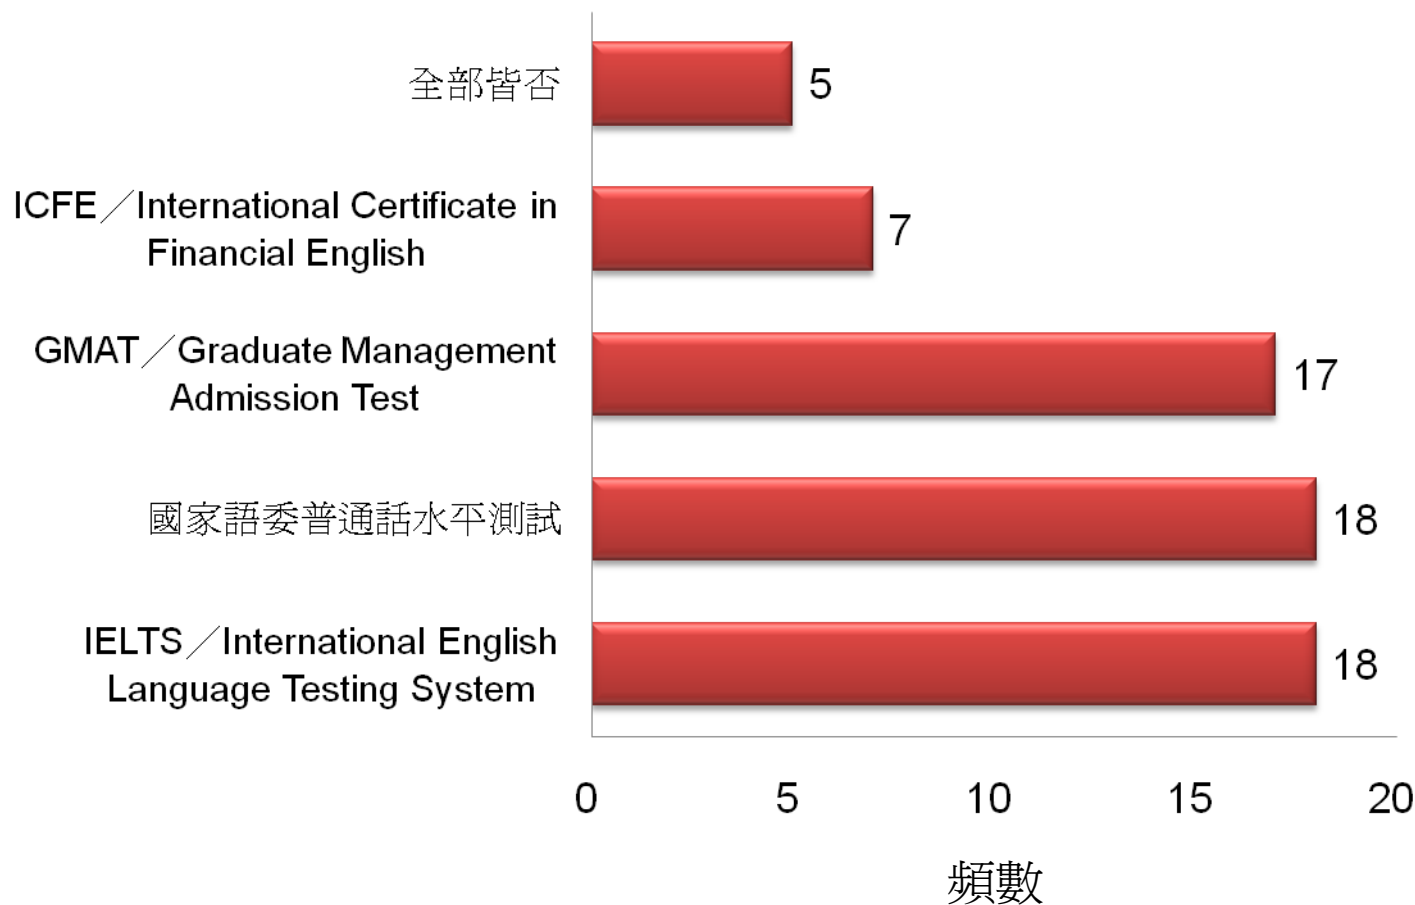 全部皆否
5
ICFE／International Certificate in
Financial English
7
GMAT／Graduate Management
Admission Test
17
國家語委普通話水平測試
18
IELTS／International English
Language Testing System
18
0 5 10 15 20
頻數